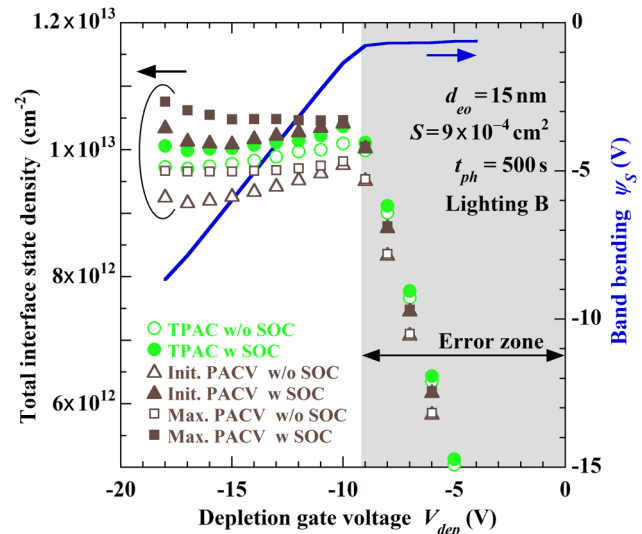 1.2×10¹³
1×10¹³
8×10¹²
6×10¹²
Total interface state density (cm⁻²)
0
-5
-10
-15
Band bending ψ_S (V)
d_eo = 15 nm
S = 9×10⁻⁴ cm²
t_ph = 500 s
Lighting B
Error zone
TPAC w/o SOC
TPAC w SOC
Init. PACV w/o SOC
Init. PACV w SOC
Max. PACV w/o SOC
Max. PACV w SOC
-20 -15 -10 -5 0
Depletion gate voltage V_dep (V)